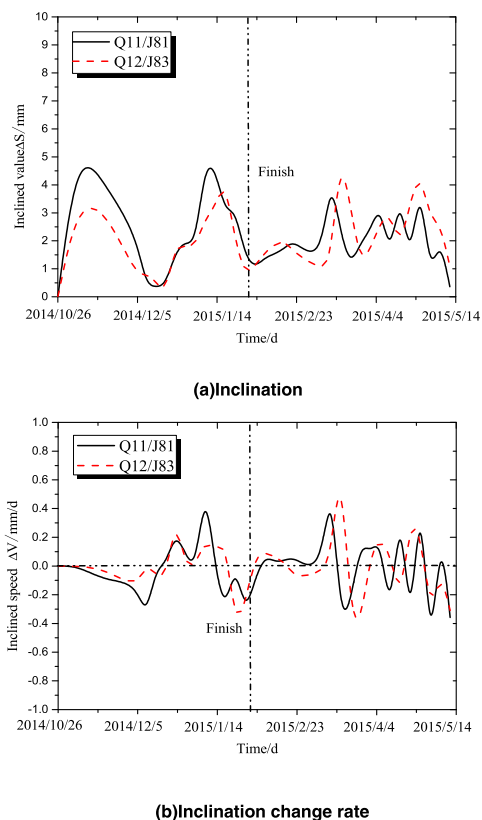 10
9
8
7
6
5
4
3
2
1
0
Inclined valueΔS/mm
Q11/J81
Q12/J83
Finish
2014/10/26 2014/12/5 2015/1/14 2015/2/23 2015/4/4 2015/5/14
Time/d
(a)Inclination
1.0
0.8
0.6
0.4
0.2
0.0
-0.2
-0.4
-0.6
-0.8
-1.0
Inclined speed ΔV/mm/d
Q11/J81
Q12/J83
Finish
2014/10/26 2014/12/5 2015/1/14 2015/2/23 2015/4/4 2015/5/14
Time/d
(b)Inclination change rate